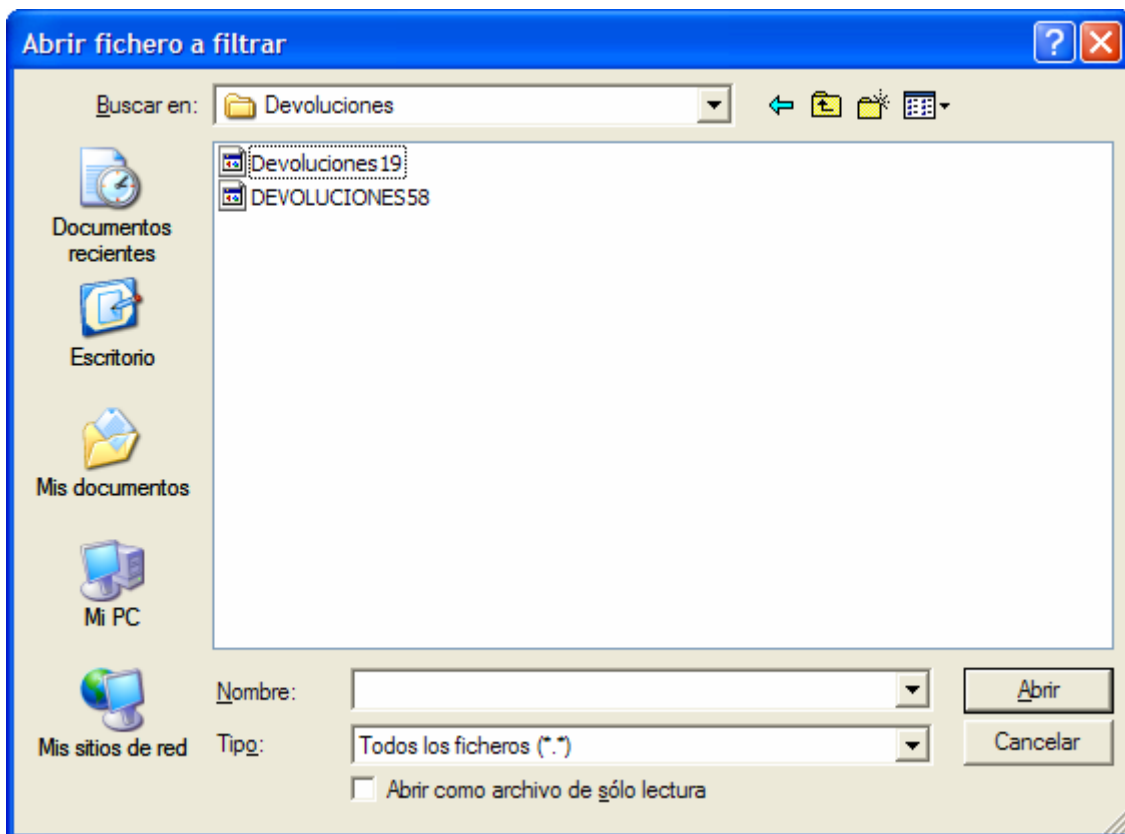 Abrir fichero a filtrar
Buscar en: Devoluciones
Devoluciones19
DEVOLUCIONES58
Documentos
recientes
Escritorio
Mis documentos
Mi PC
Mis sitios de red
Nombre: Abrir
Tipo: Todos los ficheros (*.*) Cancelar
Abrir como archivo de sólo lectura